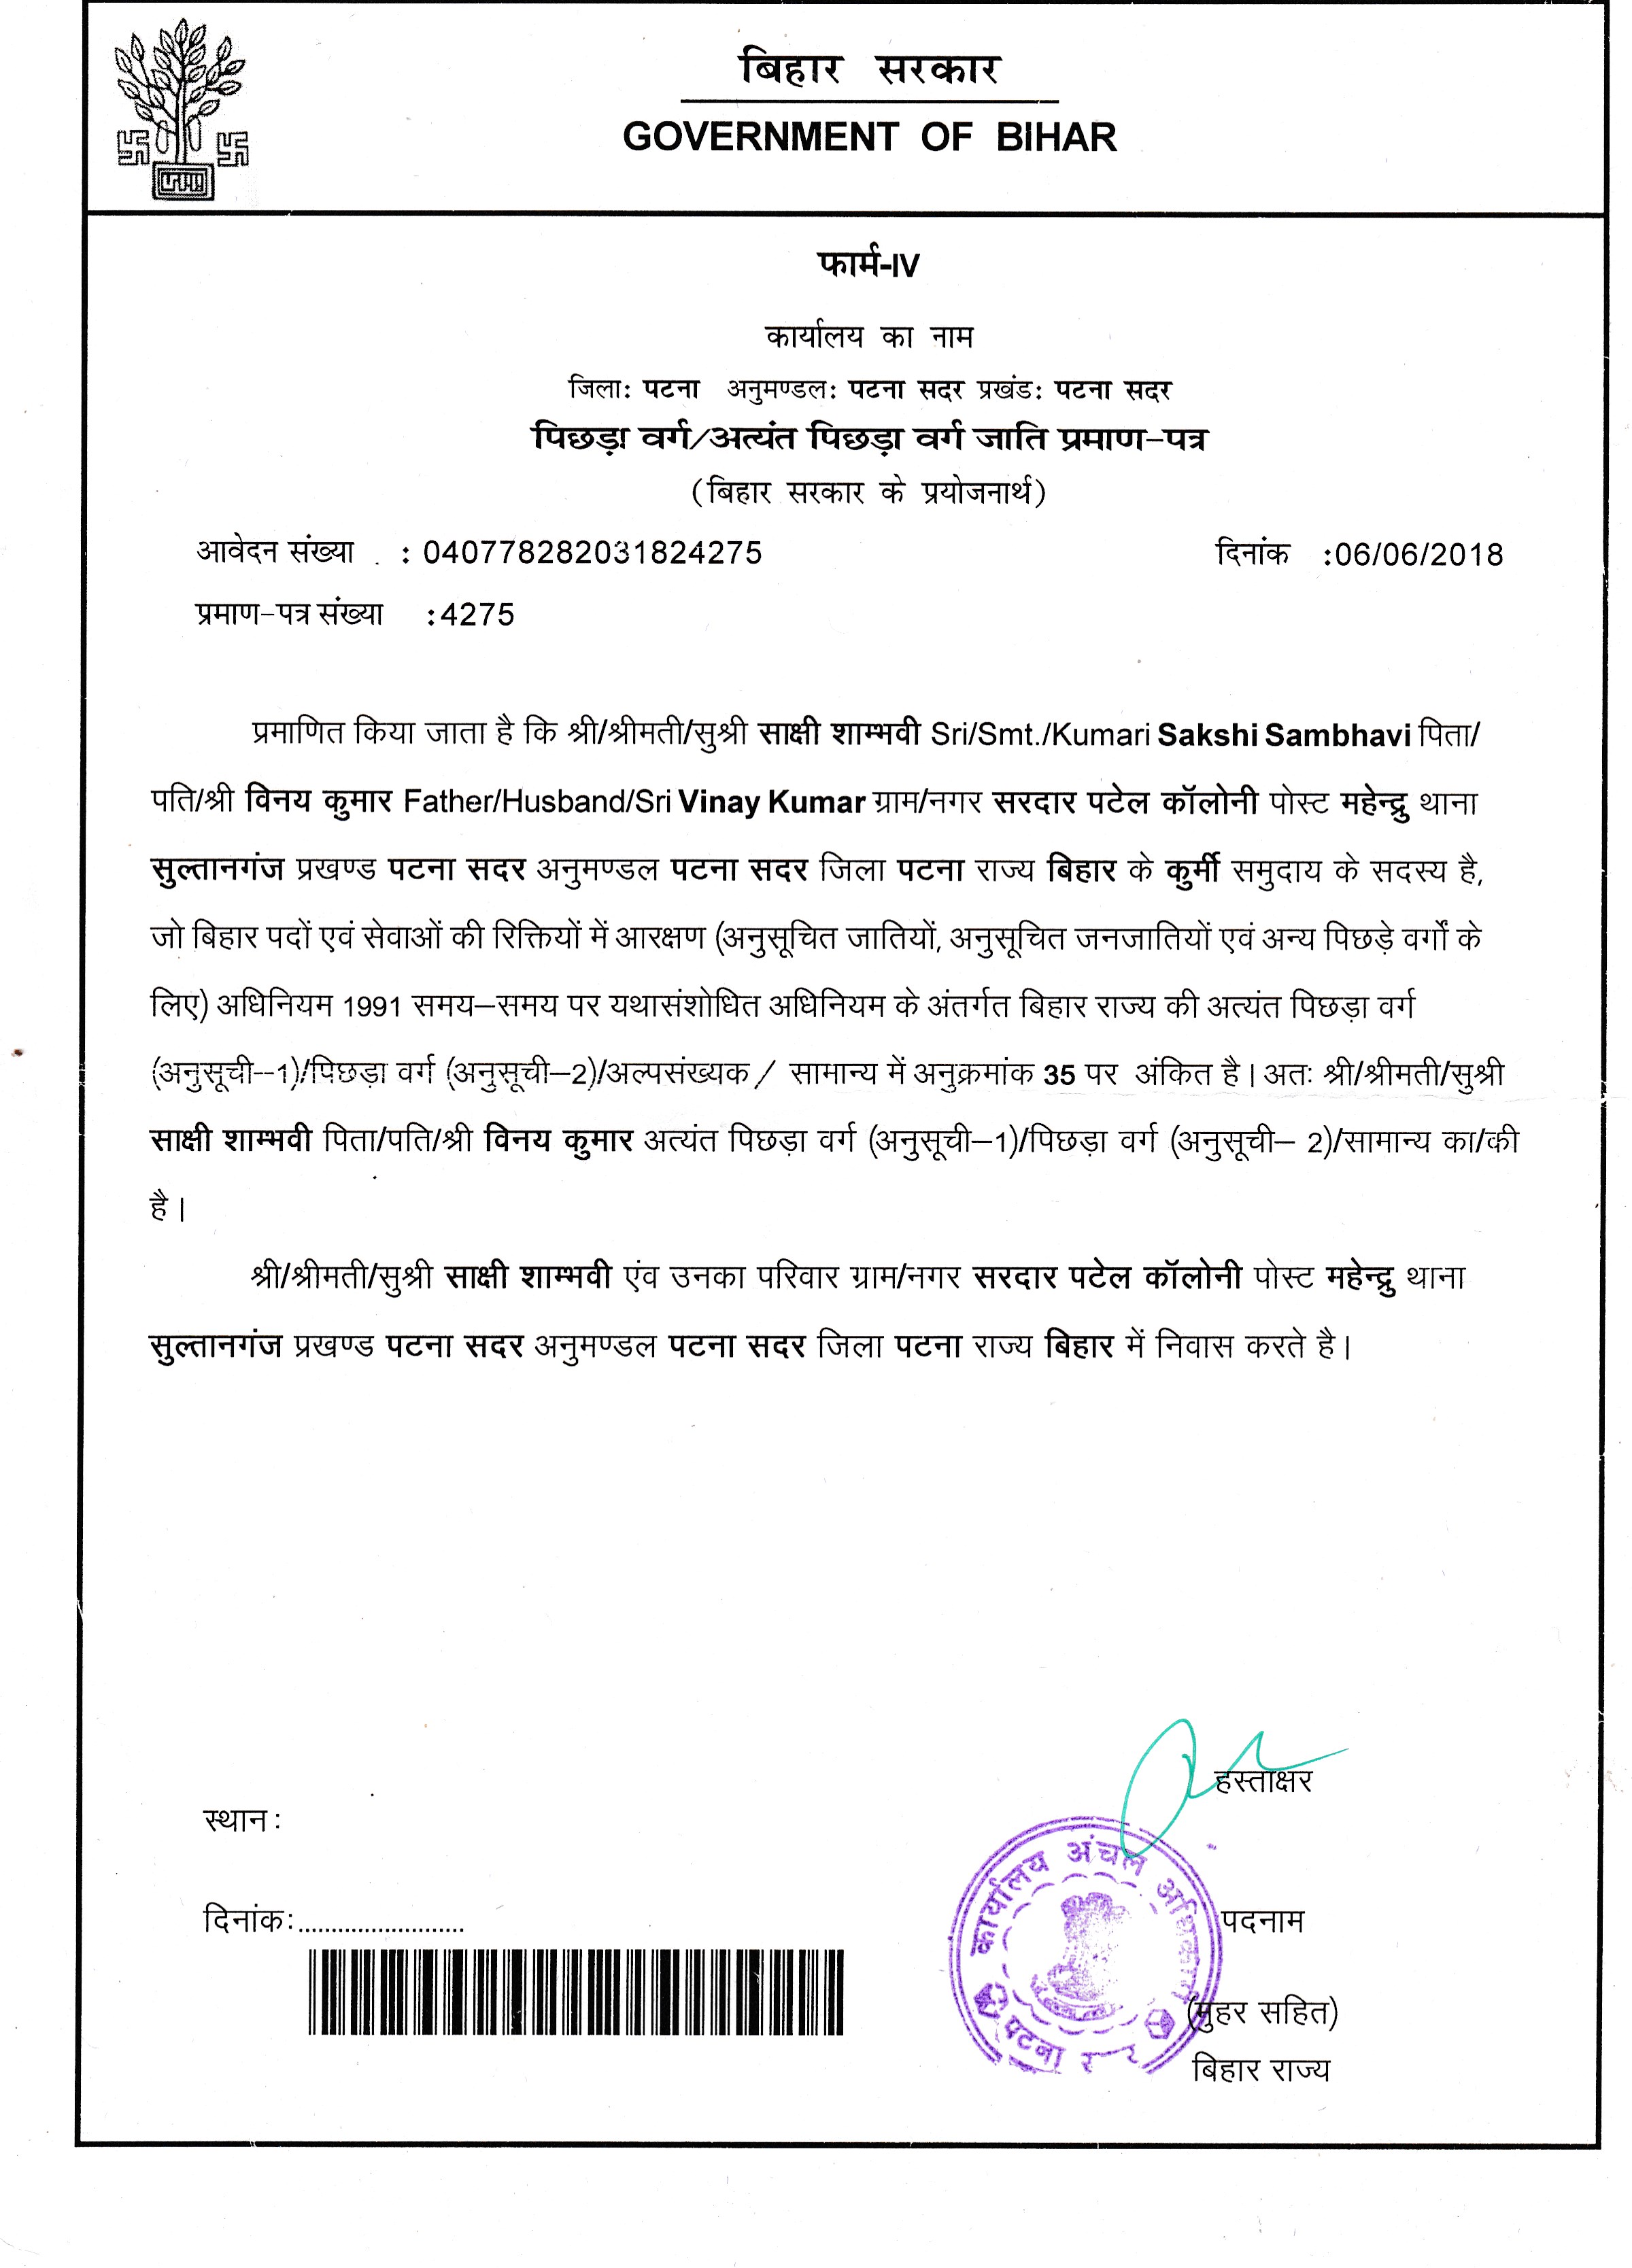 बिहार सरकार
GOVERNMENT OF BIHAR
फार्म-IV
कार्यालय का नाम
जिला: पटना अनुमण्डल: पटना सदर प्रखंड: पटना सदर
पिछड़ा वर्ग/अत्यंत पिछड़ा वर्ग जाति प्रमाण-पत्र
(बिहार सरकार के प्रयोजनार्थ)
आवेदन संख्या : 040778282031824275 दिनांक :06/06/2018
प्रमाण-पत्र संख्या :4275
प्रमाणित किया जाता है कि श्री/श्रीमती/सुश्री साक्षी शाम्भवी Sri/Smt./Kumari Sakshi Sambhavi पिता/
पति/श्री विनय कुमार Father/Husband/Sri Vinay Kumar ग्राम/नगर सरदार पटेल कॉलोनी पोस्ट महेन्द्रु थाना
सुल्तानगंज प्रखण्ड पटना सदर अनुमण्डल पटना सदर जिला पटना राज्य बिहार के कुर्मी समुदाय के सदस्य है,
जो बिहार पदों एवं सेवाओं की रिक्तियों में आरक्षण (अनुसूचित जातियों, अनुसूचित जनजातियों एवं अन्य पिछड़े वर्गों के
लिए) अधिनियम 1991 समय–समय पर यथासंशोधित अधिनियम के अंतर्गत बिहार राज्य की अत्यंत पिछड़ा वर्ग
(अनुसूची–1)/पिछड़ा वर्ग (अनुसूची–2)/अल्पसंख्यक / सामान्य में अनुक्रमांक 35 पर अंकित है। अतः श्री/श्रीमती/सुश्री
साक्षी शाम्भवी पिता/पति/श्री विनय कुमार अत्यंत पिछड़ा वर्ग (अनुसूची–1)/पिछड़ा वर्ग (अनुसूची– 2)/सामान्य का/की
है।
श्री/श्रीमती/सुश्री साक्षी शाम्भवी एंव उनका परिवार ग्राम/नगर सरदार पटेल कॉलोनी पोस्ट महेन्द्रु थाना
सुल्तानगंज प्रखण्ड पटना सदर अनुमण्डल पटना सदर जिला पटना राज्य बिहार में निवास करते है।
हस्ताक्षर
स्थान:
कार्यालय अंचल अधिकारी
पटना
दिनांक:.........................
पदनाम
(मुहर सहित)
बिहार राज्य